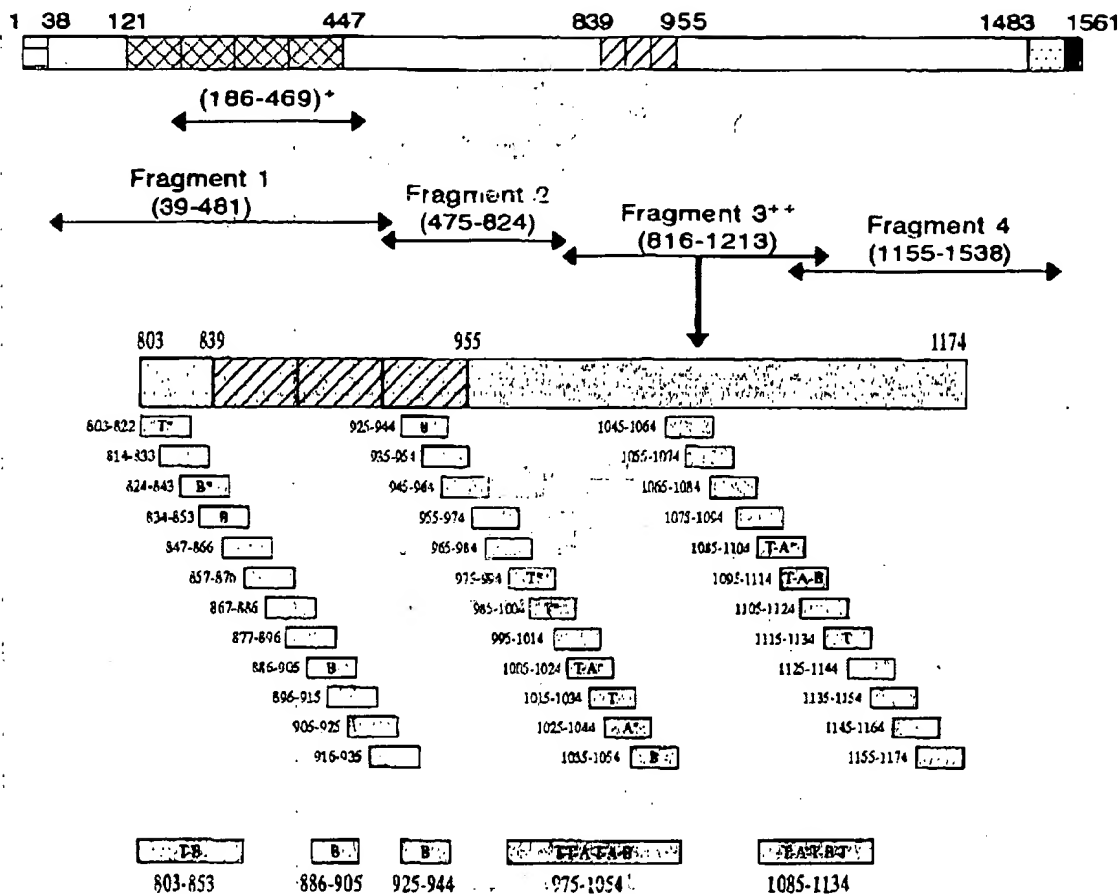 1 38 121 447 839 955 1483 1561
(186-469)+
Fragment 1
(39-481)
Fragment 2
(475-824)
Fragment 3++
(816-1213)
Fragment 4
(1155-1538)
803 839 955 1174
803-822 T*
814-833
824-843 B*
834-853 B
847-866
857-876
867-886
877-896
886-905 B
896-915
905-925
916-935
925-944 B
935-954
945-964
955-974
965-984
975-994 T*
985-1004 T*
995-1014
1005-1024 T-A*
1015-1034 T
1025-1044 A*
1035-1054 B
1045-1064
1055-1074
1065-1084
1075-1094
1085-1104 T-A*
1095-1114 T-A-B
1105-1124
1115-1134 T
1125-1144
1135-1154
1145-1164
1155-1174
T-B B B T-T-A-T-A-B
803-853 886-905 925-944 975-1054 1085-1134